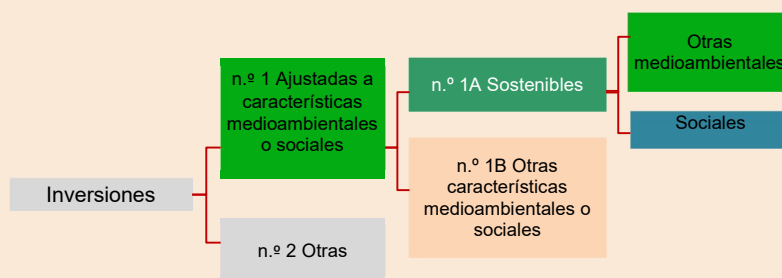 Inversiones
n.º 1 Ajustadas a
características
medioambientales
o sociales
n.º 2 Otras
n.º 1A Sostenibles
n.º 1B Otras
características
medioambientales o
sociales
Otras
medioambientales
Sociales